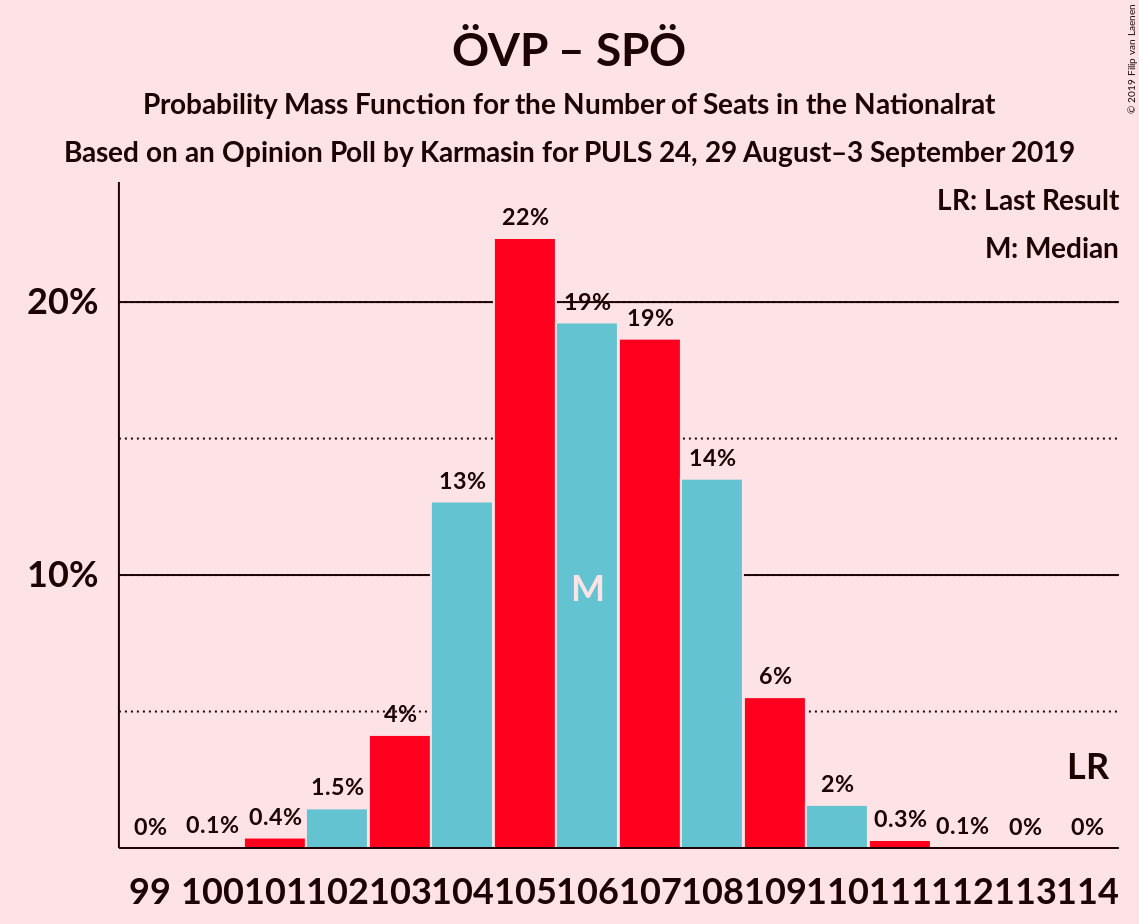 ÖVP – SPÖ
Probability Mass Function for the Number of Seats in the Nationalrat
Based on an Opinion Poll by Karmasin for PULS 24, 29 August–3 September 2019
© 2019 Filip van Laenen
LR: Last Result
M: Median
22%
20%
19%
19%
14%
13%
10%
M
6%
4%
LR
1.5%
2%
0%
0.1%
0.4%
0.3%
0.1%
0%
0%
99 100 101 102 103 104 105 106 107 108 109 110 111 112 113 114